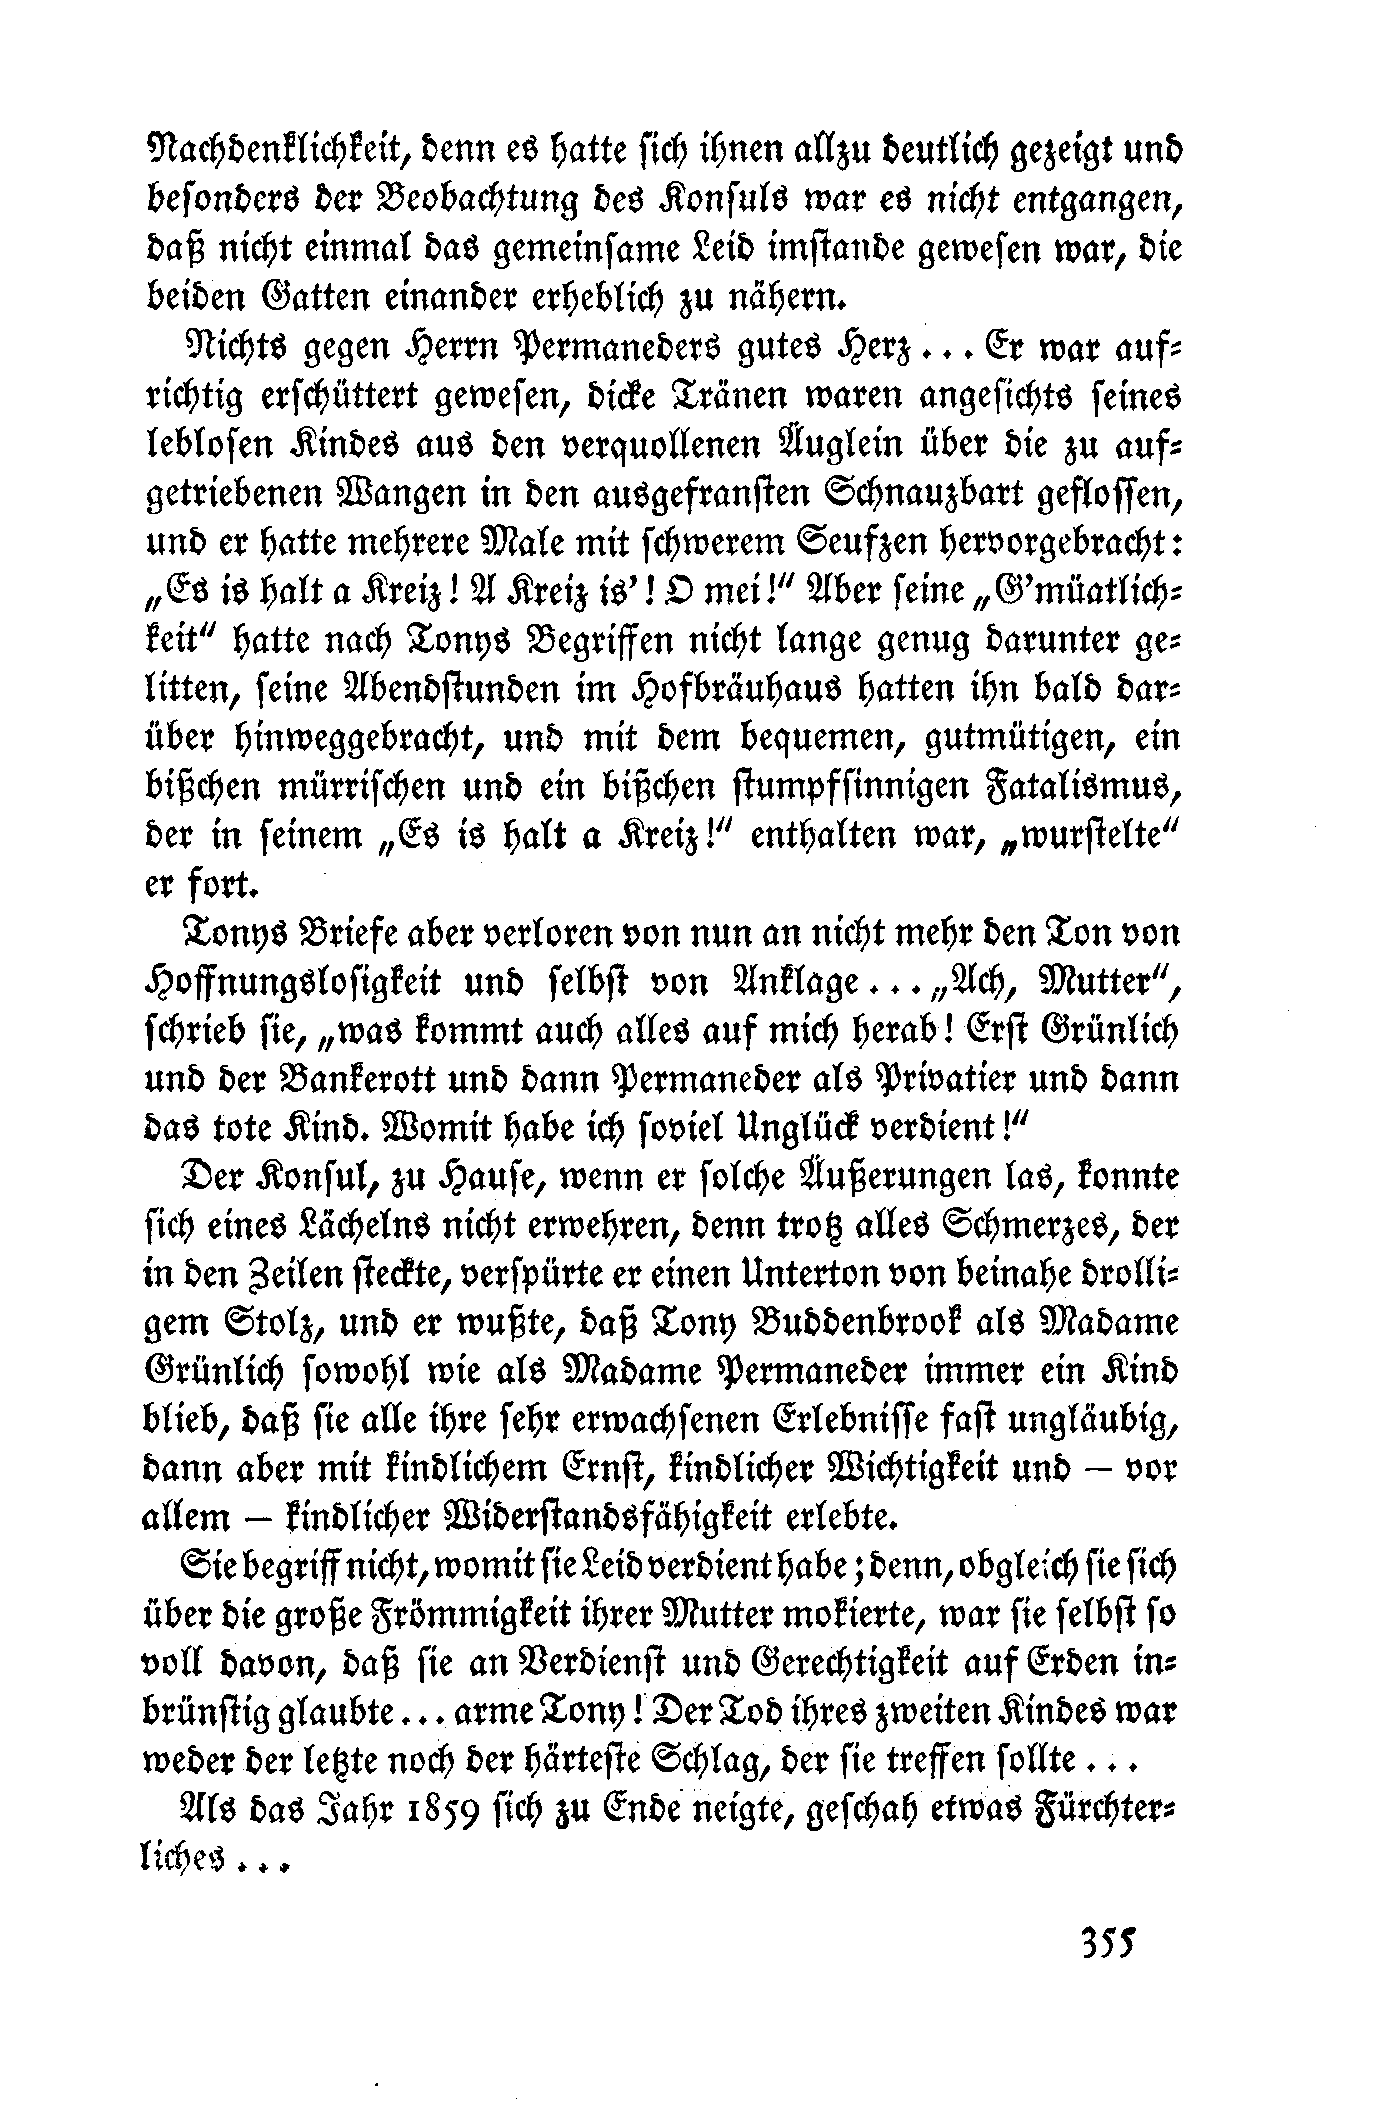 Nachdenklichkeit, denn es hatte sich ihnen allzu deutlich gezeigt und
besonders der Beobachtung des Konsuls war es nicht entgangen,
daß nicht einmal das gemeinsame Leid imstande gewesen war, die
beiden Gatten einander erheblich zu nähern.
Nichts gegen Herrn Permaneders gutes Herz... Er war auf-
richtig erschüttert gewesen, dicke Tränen waren angesichts seines
leblosen Kindes aus den verquollenen Äuglein über die zu auf-
getriebenen Wangen in den ausgefransten Schnauzbart geflossen,
und er hatte mehrere Male mit schwerem Seufzen hervorgebracht:
„Es is halt a Kreiz! A Kreiz is'! O mei!“ Aber seine „G'müatlich-
keit“ hatte nach Tonys Begriffen nicht lange genug darunter ge-
litten, seine Abendstunden im Hofbräuhaus hatten ihn bald dar-
über hinweggebracht, und mit dem bequemen, gutmütigen, ein
bißchen mürrischen und ein bißchen stumpfsinnigen Fatalismus,
der in seinem „Es is halt a Kreiz!“ enthalten war, „wurstelte“
er fort.
Tonys Briefe aber verloren von nun an nicht mehr den Ton von
Hoffnungslosigkeit und selbst von Anklage... „Ach, Mutter“,
schrieb sie, „was kommt auch alles auf mich herab! Erst Grünlich
und der Bankerott und dann Permaneder als Privatier und dann
das tote Kind. Womit habe ich soviel Unglück verdient!“
Der Konsul, zu Hause, wenn er solche Äußerungen las, konnte
sich eines Lächelns nicht erwehren, denn trotz alles Schmerzes, der
in den Zeilen steckte, verspürte er einen Unterton von beinahe drolli-
gem Stolz, und er wußte, daß Tony Buddenbrook als Madame
Grünlich sowohl wie als Madame Permaneder immer ein Kind
blieb, daß sie alle ihre sehr erwachsenen Erlebnisse fast ungläubig,
dann aber mit kindlichem Ernst, kindlicher Wichtigkeit und – vor
allem – kindlicher Widerstandsfähigkeit erlebte.
Sie begriff nicht, womit sie Leid verdient habe; denn, obgleich sie sich
über die große Frömmigkeit ihrer Mutter mokierte, war sie selbst so
voll davon, daß sie an Verdienst und Gerechtigkeit auf Erden in-
brünstig glaubte... arme Tony! Der Tod ihres zweiten Kindes war
weder der letzte noch der härteste Schlag, der sie treffen sollte...
Als das Jahr 1859 sich zu Ende neigte, geschah etwas Fürchter-
liches...
355